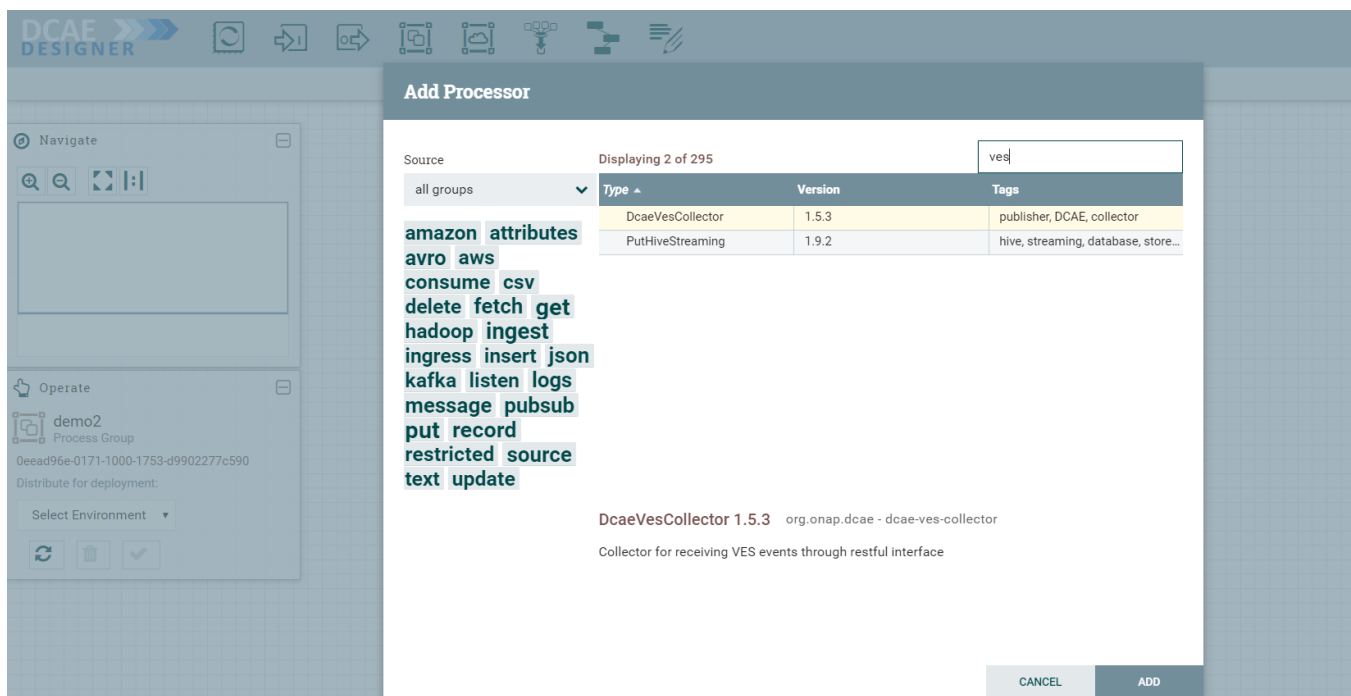 DCAE
DESIGNER
Add Processor
Navigate
Source
Displaying 2 of 295
ves
all groups
Type
Version
Tags
DcaeVesCollector
1.5.3
publisher, DCAE, collector
PutHiveStreaming
1.9.2
hive, streaming, database, store...
amazon attributes
avro aws
consume csv
delete fetch get
hadoop ingest
ingress insert json
kafka listen logs
message pubsub
put record
restricted source
text update
Operate
demo2
Process Group
0eead96e-0171-1000-1753-d9902277c590
Distribute for deployment:
Select Environment
DcaeVesCollector 1.5.3 org.onap.dcae - dcae-ves-collector
Collector for receiving VES events through restful interface
CANCEL
ADD